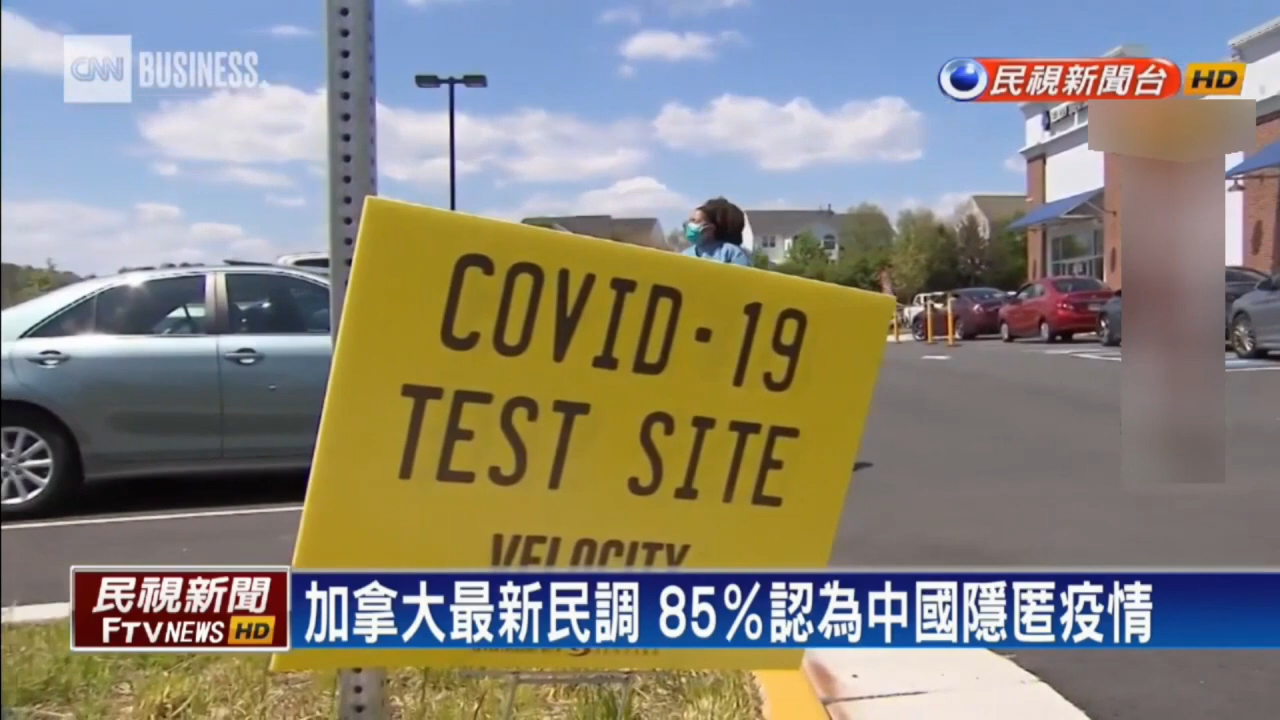 CNN BUSINESS.
民視新聞台 HD
COVID-19
TEST SITE
VELOCITY
民視新聞
FTVNEWS HD
加拿大最新民調 85%認為中國隱匿疫情